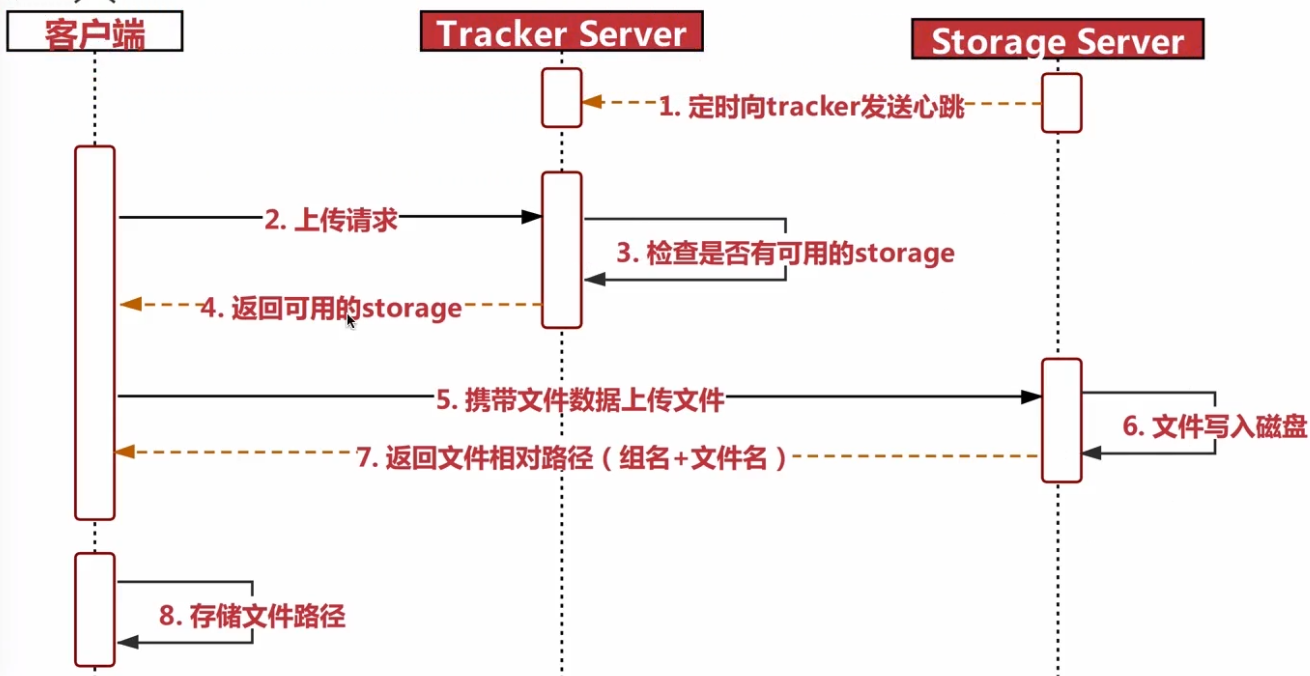 客户端
Tracker Server
Storage Server
1. 定时向tracker发送心跳
2. 上传请求
3. 检查是否有可用的storage
4. 返回可用的storage
5. 携带文件数据上传文件
6. 文件写入磁盘
7. 返回文件相对路径（组名+文件名）
8. 存储文件路径